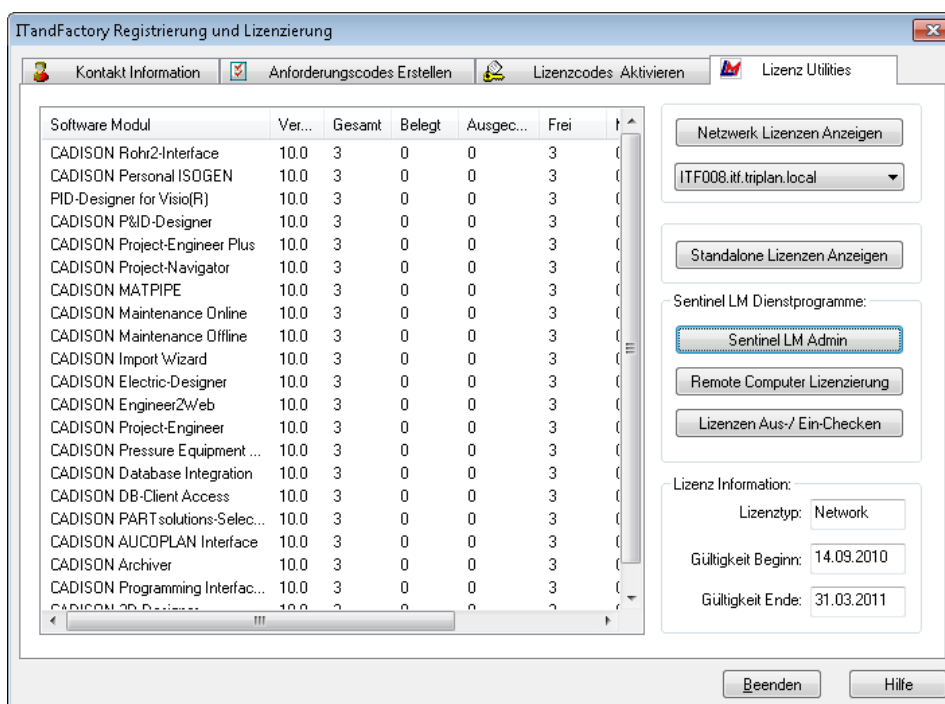 ITandFactory Registrierung und Lizenzierung
Kontakt Information
Anforderungscodes Erstellen
Lizenzcodes Aktivieren
Lizenz Utilities
Software Modul Ver... Gesamt Belegt Ausgec... Frei
CADISON Rohr2-Interface 10.0 3 0 0 3
CADISON Personal ISOGEN 10.0 3 0 0 3
PID-Designer for Visio(R) 10.0 3 0 0 3
CADISON P&ID-Designer 10.0 3 0 0 3
CADISON Project-Engineer Plus 10.0 3 0 0 3
CADISON Project-Navigator 10.0 3 0 0 3
CADISON MATPIPE 10.0 3 0 0 3
CADISON Maintenance Online 10.0 3 0 0 3
CADISON Maintenance Offline 10.0 3 0 0 3
CADISON Import Wizard 10.0 3 0 0 3
CADISON Electric-Designer 10.0 3 0 0 3
CADISON Engineer2Web 10.0 3 0 0 3
CADISON Project-Engineer 10.0 3 0 0 3
CADISON Pressure Equipment ... 10.0 3 0 0 3
CADISON Database Integration 10.0 3 0 0 3
CADISON DB-Client Access 10.0 3 0 0 3
CADISON PARTsolutions-Selec... 10.0 3 0 0 3
CADISON AUCOPLAN Interface 10.0 3 0 0 3
CADISON Archiver 10.0 3 0 0 3
CADISON Programming Interfac... 10.0 3 0 0 3
CADISON 3D-Designer 10.0
Netzwerk Lizenzen Anzeigen
ITF008.itf.triplan.local
Standalone Lizenzen Anzeigen
Sentinel LM Dienstprogramme:
Sentinel LM Admin
Remote Computer Lizenzierung
Lizenzen Aus-/ Ein-Checken
Lizenz Information:
Lizenztyp: Network
Gültigkeit Beginn: 14.09.2010
Gültigkeit Ende: 31.03.2011
Beenden
Hilfe